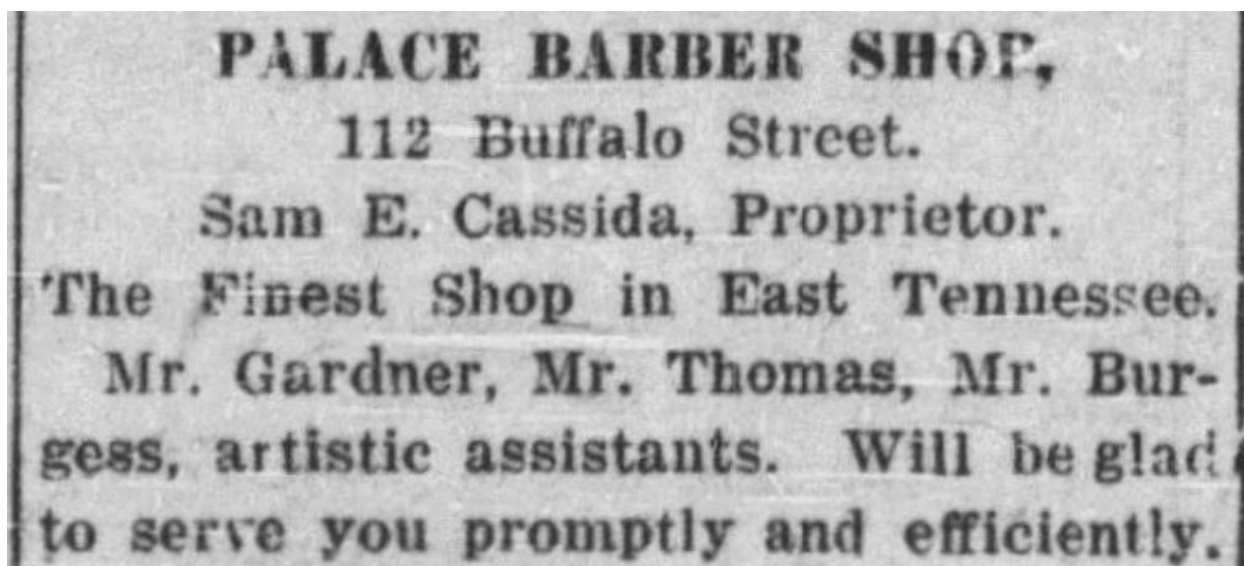 PALACE BARBER SHOP,
112 Buffalo Street.
Sam E. Cassida, Proprietor.
The Finest Shop in East Tennessee.
Mr. Gardner, Mr. Thomas, Mr. Bur-
gess, artistic assistants. Will be glad
to serve you promptly and efficiently.